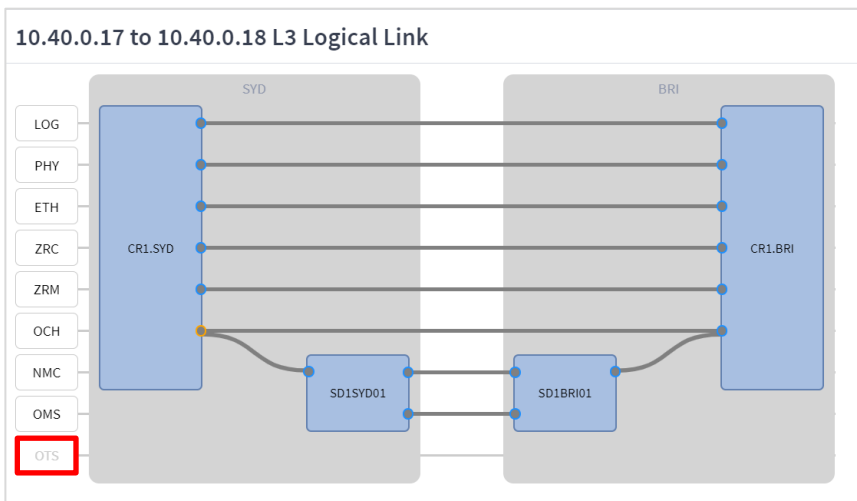 10.40.0.17 to 10.40.0.18 L3 Logical Link
SYD
BRI
LOG
PHY
ETH
ZRC
CR1.SYD
CR1.BRI
ZRM
OCH
NMC
SD1SYD01
SD1BRI01
OMS
OTS